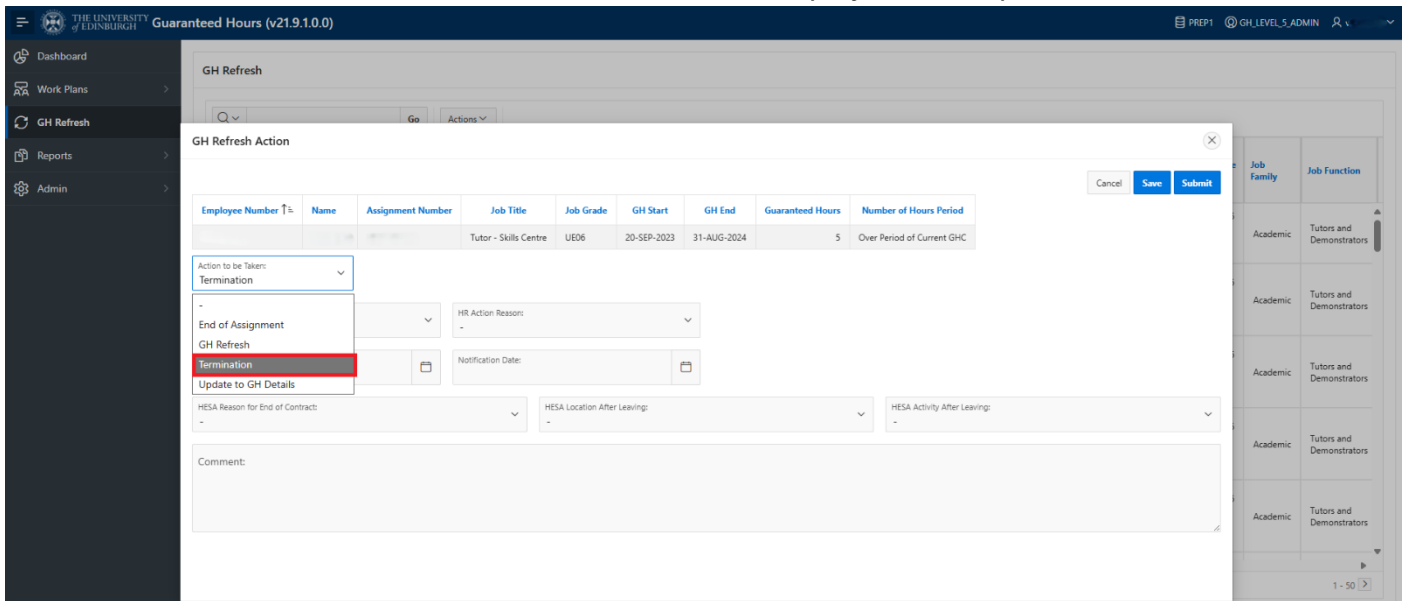 THE UNIVERSITY of EDINBURGH Guaranteed Hours (v21.9.1.0.0) PREP1 GH_LEVEL_5_ADMIN
Dashboard
Work Plans
GH Refresh
Reports
Admin
GH Refresh
Go Actions
GH Refresh Action
Cancel Save Submit
Employee Number Name Assignment Number Job Title Job Grade GH Start GH End Guaranteed Hours Number of Hours Period
Tutor - Skills Centre UE06 20-SEP-2023 31-AUG-2024 5 Over Period of Current GHC
Action to be Taken:
Termination
-
End of Assignment
GH Refresh
Termination
Update to GH Details
HR Action Reason:
-
Notification Date:
HESA Reason for End of Contract:
-
HESA Location After Leaving:
-
HESA Activity After Leaving:
-
Comment:
Job Family Job Function
Academic Tutors and Demonstrators
Academic Tutors and Demonstrators
Academic Tutors and Demonstrators
Academic Tutors and Demonstrators
Academic Tutors and Demonstrators
1 - 50